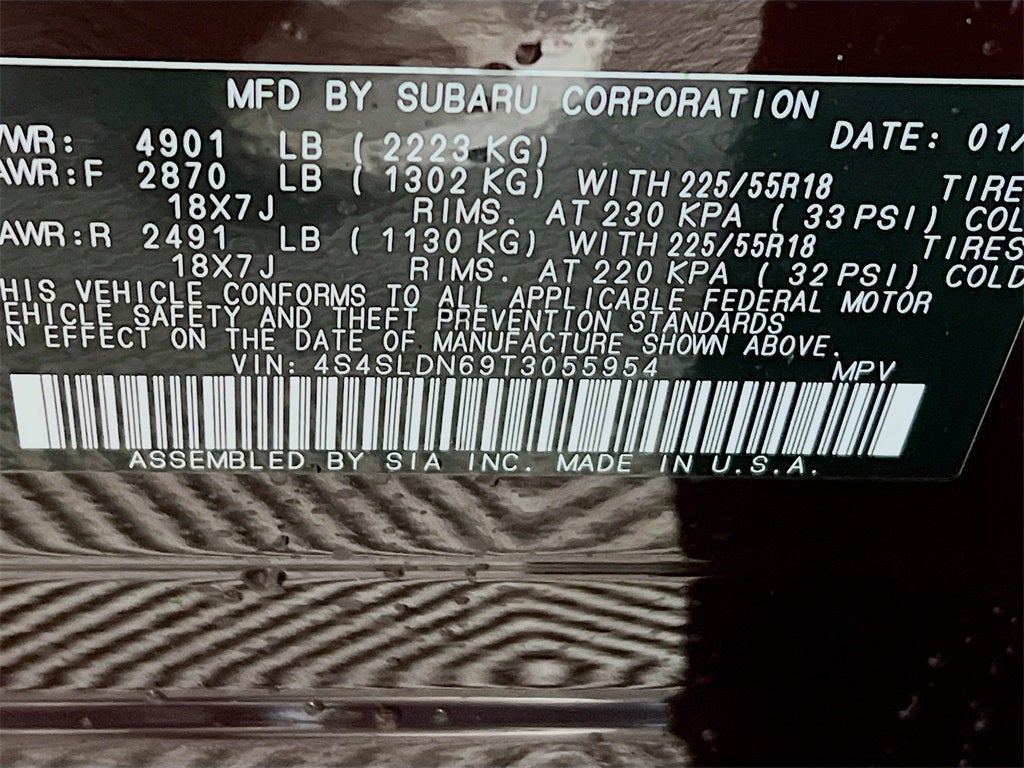 MFD BY SUBARU CORPORATION
VWR: 4901 LB ( 2223 KG) DATE: 01/
AWR:F 2870 LB ( 1302 KG) WITH 225/55R18 TIRE
18X7J RIMS. AT 230 KPA ( 33 PSI) COL
AWR:R 2491 LB ( 1130 KG) WITH 225/55R18 TIRES
18X7J RIMS. AT 220 KPA ( 32 PSI) COLD
HIS VEHICLE CONFORMS TO ALL APPLICABLE FEDERAL MOTOR
EHICLE SAFETY AND THEFT PREVENTION STANDARDS
N EFFECT ON THE DATE OF MANUFACTURE SHOWN ABOVE.
VIN: 4S4SLDN69T3055954 MPV
ASSEMBLED BY SIA INC. MADE IN U.S.A.